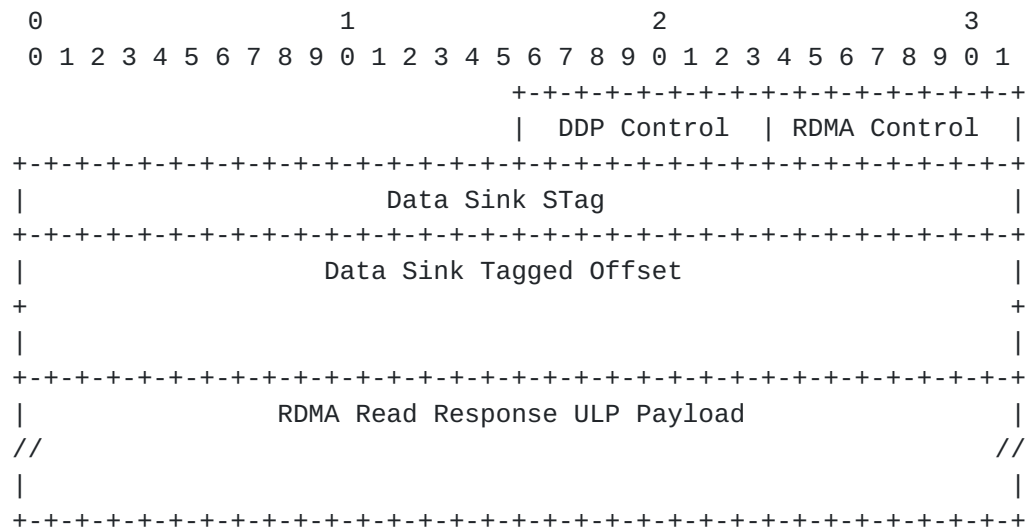 0                   1                   2                   3
 0 1 2 3 4 5 6 7 8 9 0 1 2 3 4 5 6 7 8 9 0 1 2 3 4 5 6 7 8 9 0 1
                                +-+-+-+-+-+-+-+-+-+-+-+-+-+-+-+-+
                                |  DDP Control  | RDMA Control  |
+-+-+-+-+-+-+-+-+-+-+-+-+-+-+-+-+-+-+-+-+-+-+-+-+-+-+-+-+-+-+-+-+
|                       Data Sink STag                          |
+-+-+-+-+-+-+-+-+-+-+-+-+-+-+-+-+-+-+-+-+-+-+-+-+-+-+-+-+-+-+-+-+
|                   Data Sink Tagged Offset                     |
+                                                               +
|                                                               |
+-+-+-+-+-+-+-+-+-+-+-+-+-+-+-+-+-+-+-+-+-+-+-+-+-+-+-+-+-+-+-+-+
|                RDMA Read Response ULP Payload                 |
//                                                             //
|                                                               |
+-+-+-+-+-+-+-+-+-+-+-+-+-+-+-+-+-+-+-+-+-+-+-+-+-+-+-+-+-+-+-+-+